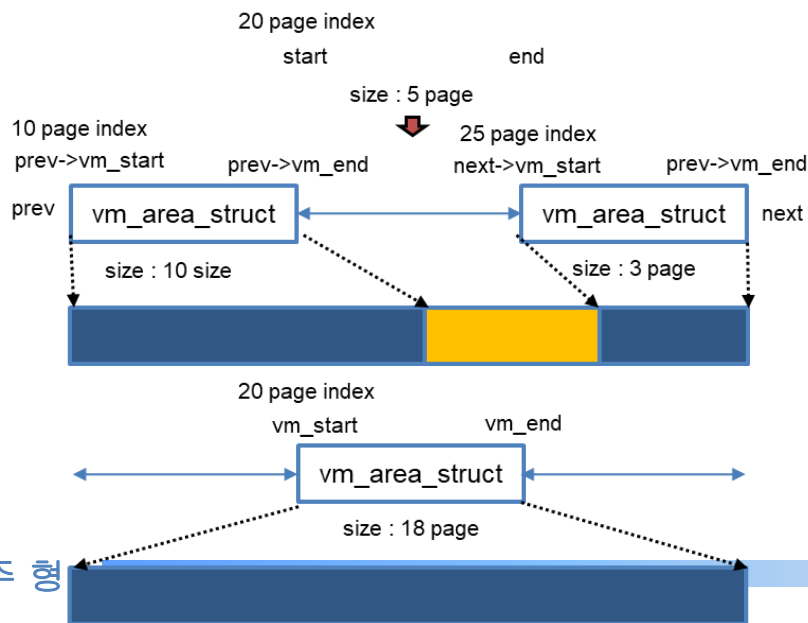 20 page index
start end
size : 5 page
10 page index
25 page index
prev->vm_start prev->vm_end next->vm_start prev->vm_end
prev vm_area_struct vm_area_struct next
size : 10 size size : 3 page
20 page index
vm_start vm_end
vm_area_struct
size : 18 page
형